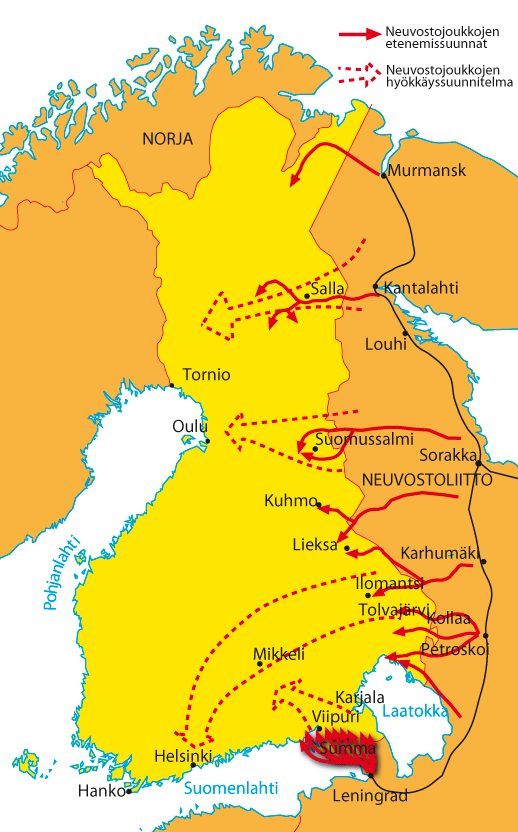 Neuvostojoukkojen
etenemissuunnat
Neuvostojoukkojen
hyökkäyssuunnitelma
NORJA
Murmansk
Salla
Kantalahti
Louhi
Tornio
Oulu
Suomussalmi
Sorakka
NEUVOSTOLIITTO
Kuhmo
Lieksa
Karhumäki
Pohjanlahti
Ilomantsi
Tolvajärvi
Kollaa
Petroskoi
Mikkeli
Karjala
Laatokka
Viipuri
Summa
Helsinki
Suomenlahti
Hanko
Leningrad